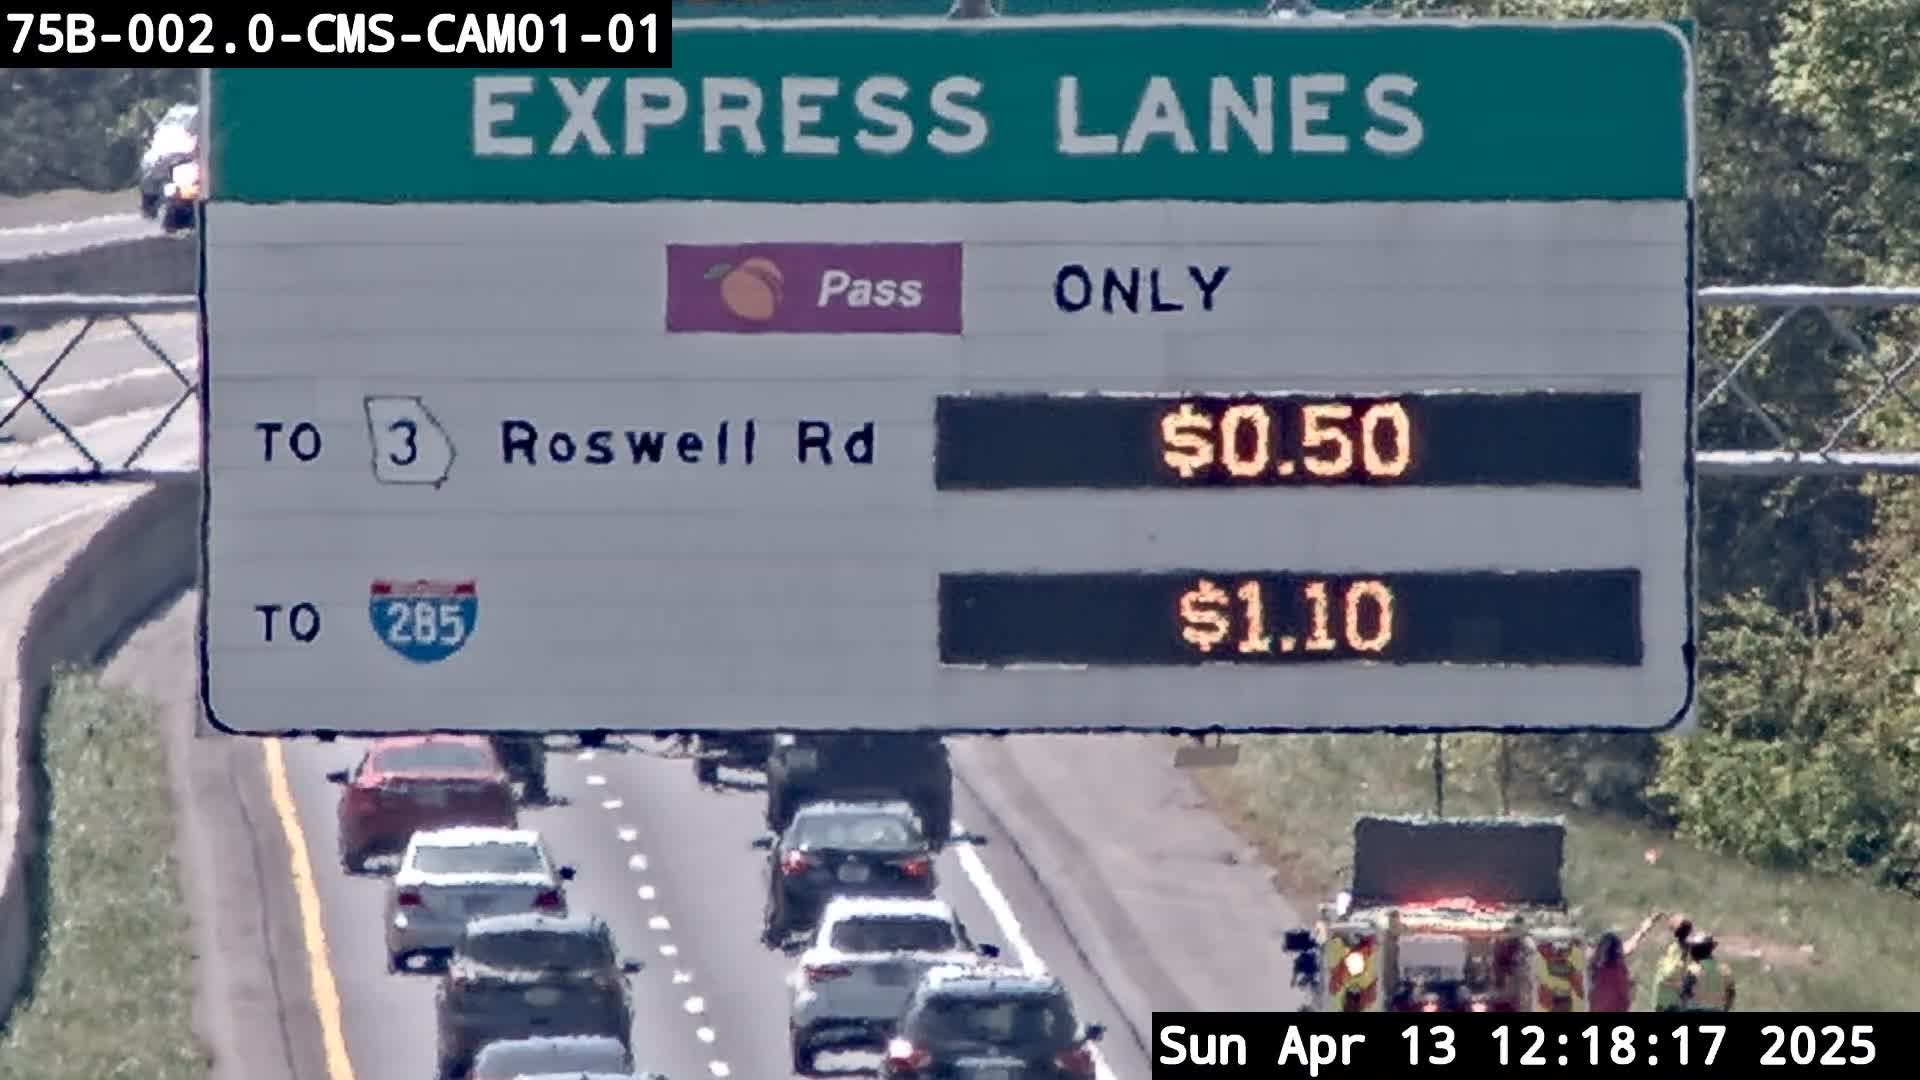 75B-002.0-CMS-CAM01-01
EXPRESS LANES
Pass ONLY
TO 3 Roswell Rd $0.50
TO 285 $1.10
Sun Apr 13 12:18:17 2025